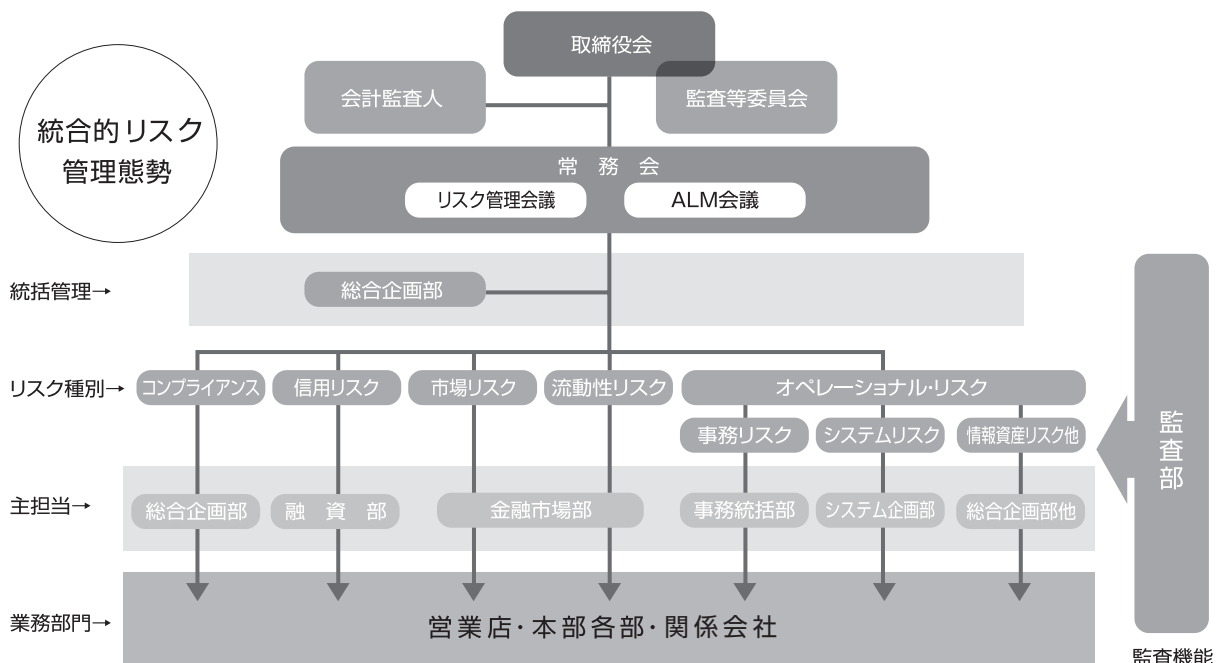 取締役会
会計監査人
監査等委員会
統合的リスク
管理態勢
常務会
リスク管理会議
ALM会議
統括管理→
総合企画部
リスク種別→
コンプライアンス
信用リスク
市場リスク
流動性リスク
オペレーショナル・リスク
事務リスク
システムリスク
情報資産リスク他
監査部
主担当→
総合企画部
融資部
金融市場部
事務統括部
システム企画部
総合企画部他
業務部門→
営業店・本部各部・関係会社
監査機能